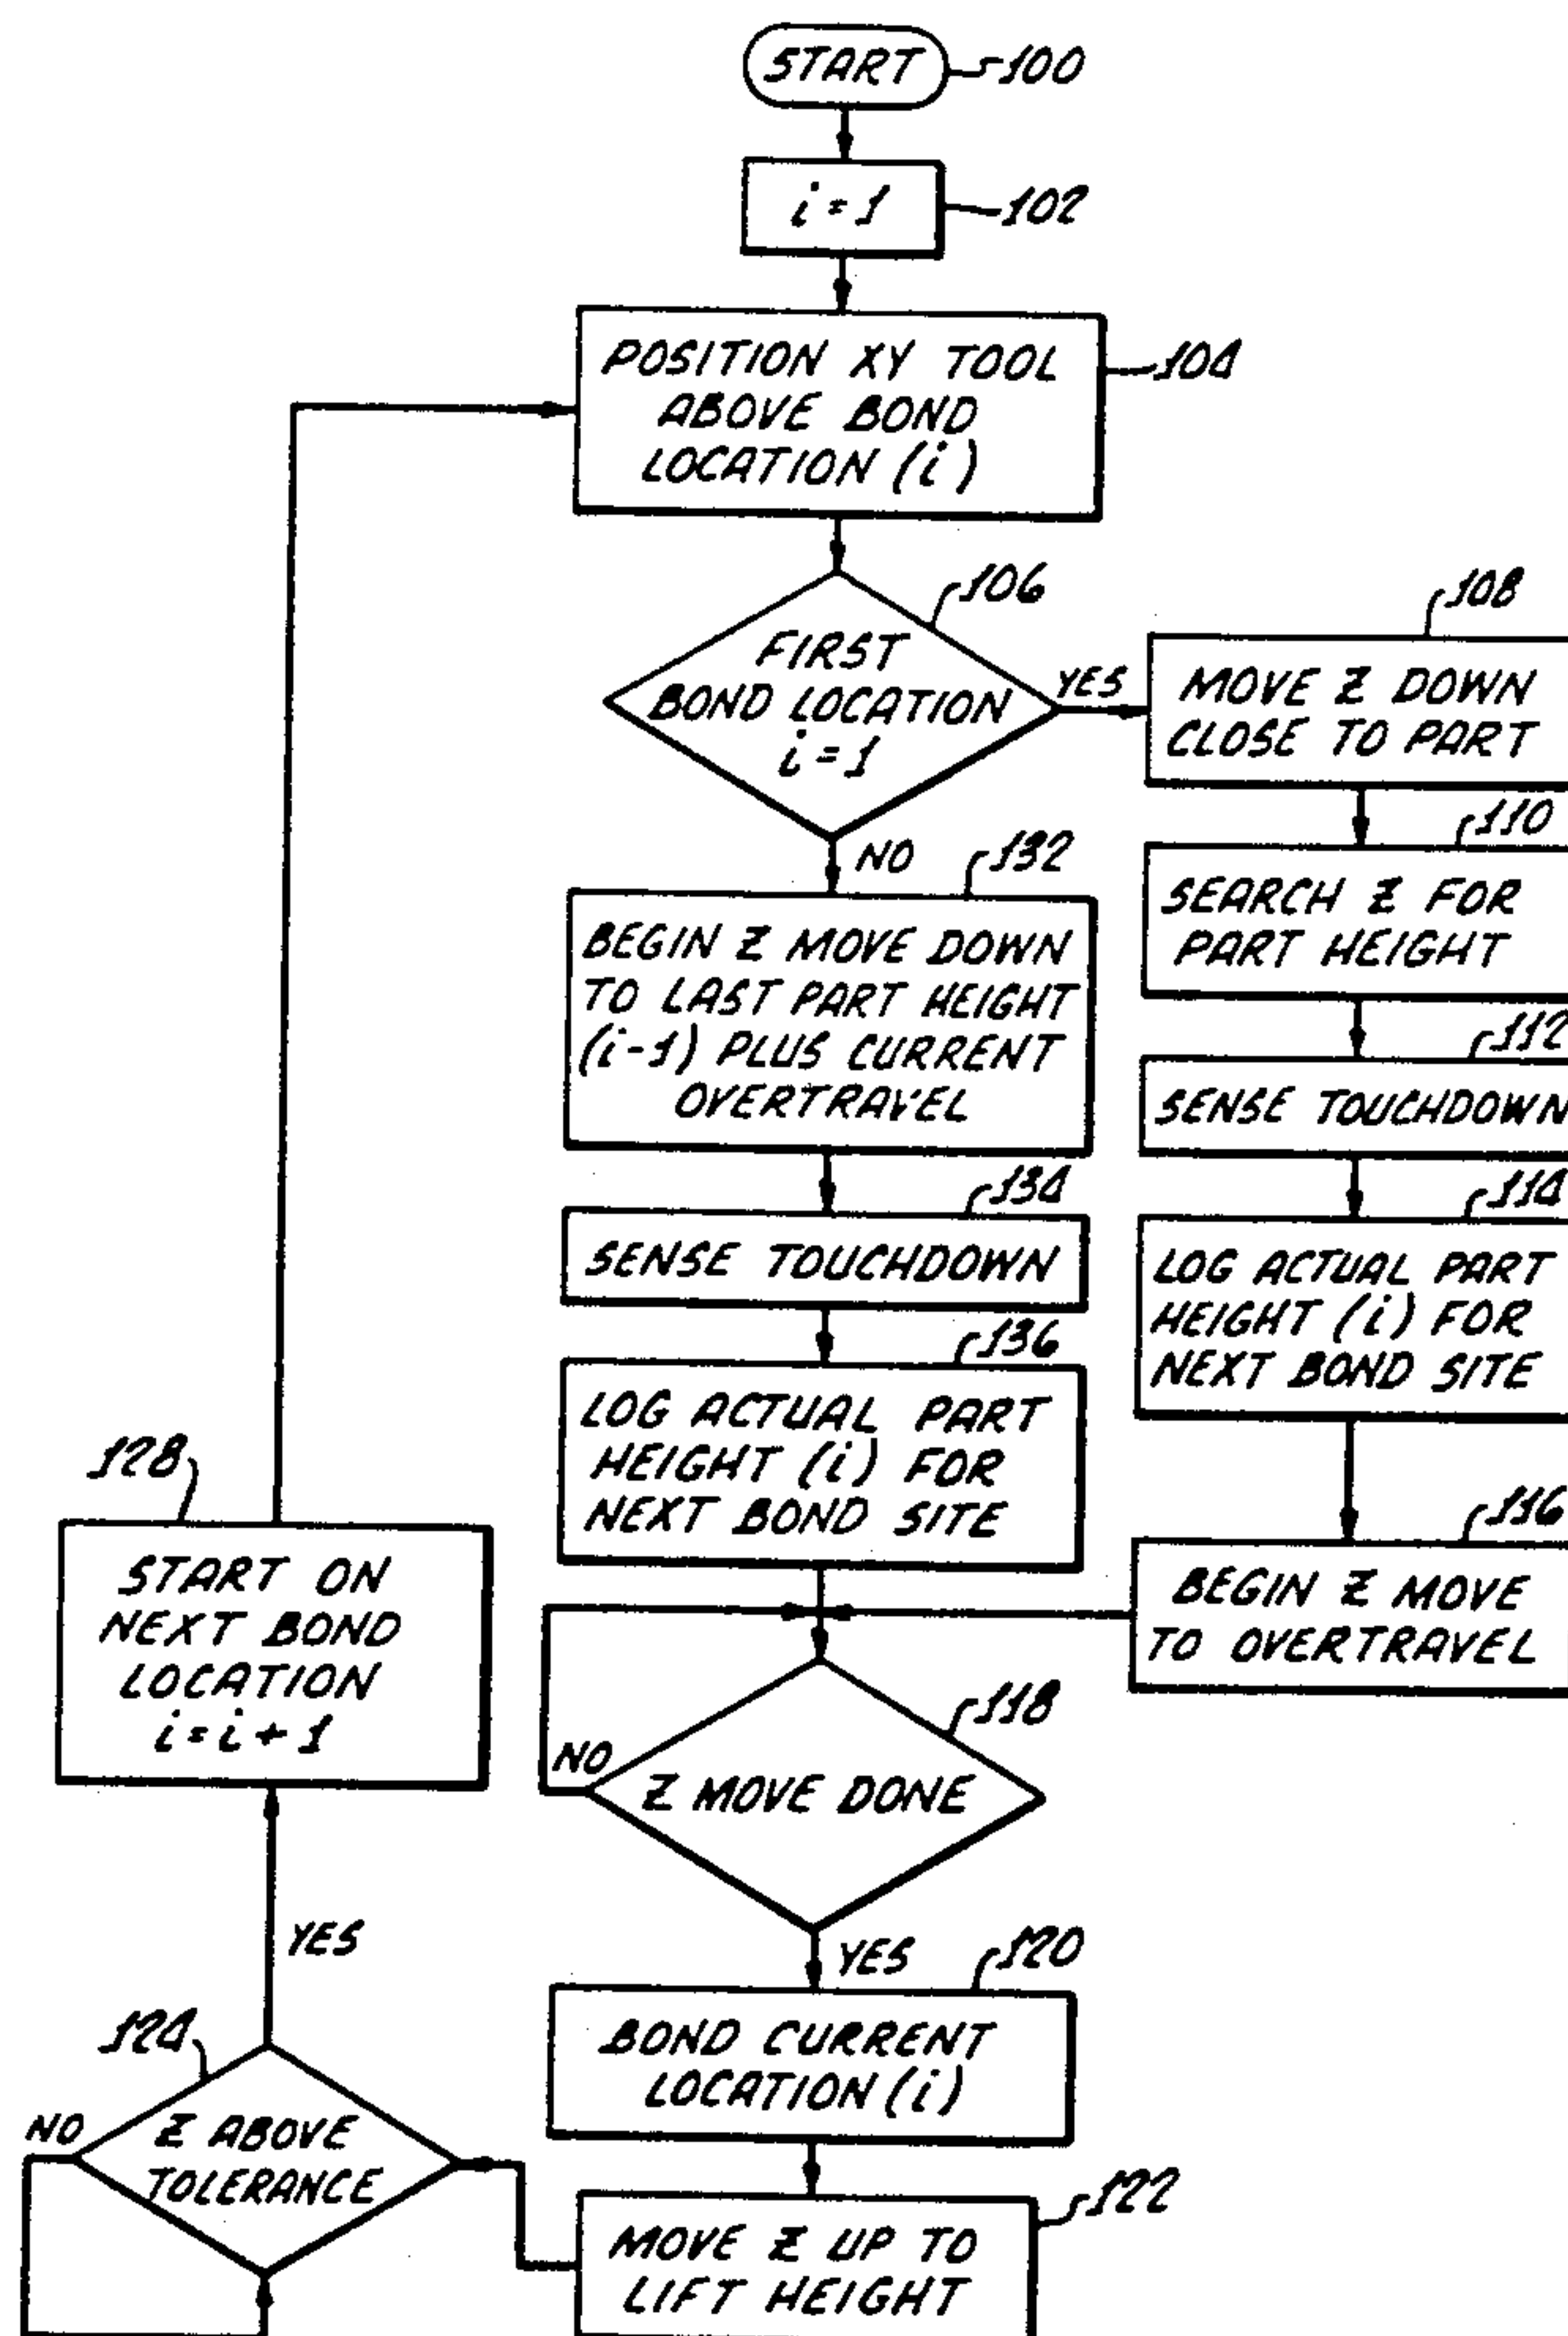 START
100
i = 1
102
POSITION XY TOOL
ABOVE BOND
LOCATION (i)
104
106
FIRST
BOND LOCATION
i = 1
YES
NO
108
MOVE Z DOWN
CLOSE TO PART
110
SEARCH Z FOR
PART HEIGHT
112
SENSE TOUCHDOWN
114
LOG ACTUAL PART
HEIGHT (i) FOR
NEXT BOND SITE
116
BEGIN Z MOVE
TO OVERTRAVEL
132
BEGIN Z MOVE DOWN
TO LAST PART HEIGHT
(i-1) PLUS CURRENT
OVERTRAVEL
134
SENSE TOUCHDOWN
136
LOG ACTUAL PART
HEIGHT (i) FOR
NEXT BOND SITE
118
Z MOVE DONE
NO
YES
120
BOND CURRENT
LOCATION (i)
122
MOVE Z UP TO
LIFT HEIGHT
124
Z ABOVE
TOLERANCE
NO
YES
128
START ON
NEXT BOND
LOCATION
i = i + 1